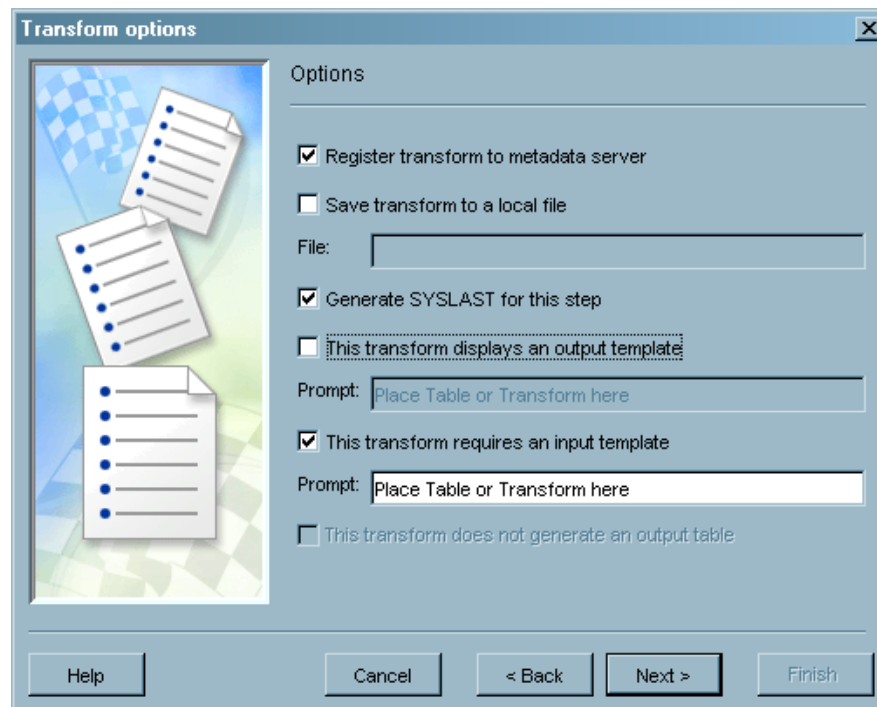 Transform options
Options
Register transform to metadata server
Save transform to a local file
File:
Generate SYSLAST for this step
This transform displays an output template
Prompt: Place Table or Transform here
This transform requires an input template
Prompt: Place Table or Transform here
This transform does not generate an output table
Help Cancel < Back Next > Finish